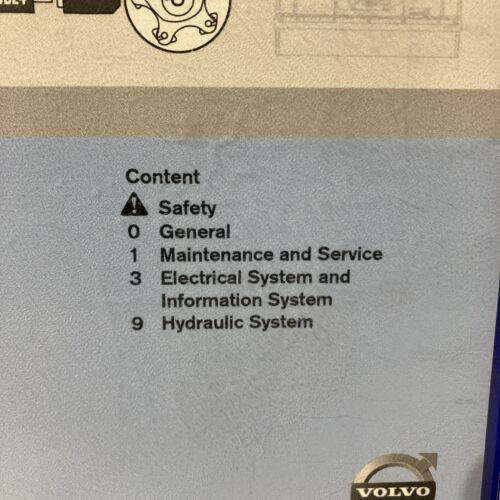 Content
Safety
0 General
1 Maintenance and Service
3 Electrical System and
Information System
9 Hydraulic System
VOLVO